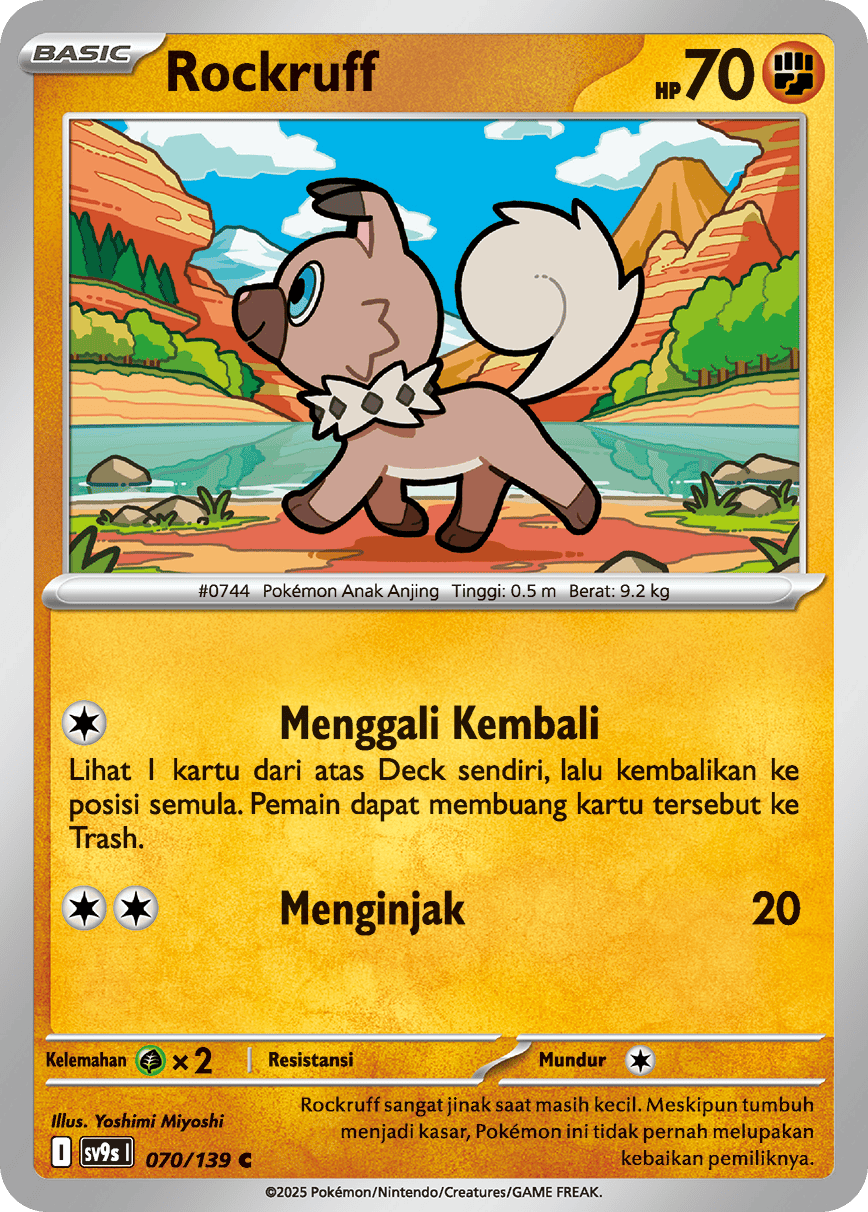 BASIC
Rockruff
HP 70
#0744 Pokémon Anak Anjing Tinggi: 0.5 m Berat: 9.2 kg
Menggali Kembali
Lihat 1 kartu dari atas Deck sendiri, lalu kembalikan ke
posisi semula. Pemain dapat membuang kartu tersebut ke
Trash.
Menginjak 20
Kelemahan ×2 Resistansi Mundur
Illus. Yoshimi Miyoshi
Rockruff sangat jinak saat masih kecil. Meskipun tumbuh
menjadi kasar, Pokémon ini tidak pernah melupakan
kebaikan pemiliknya.
I sv9s I 070/139 C
©2025 Pokémon/Nintendo/Creatures/GAME FREAK.